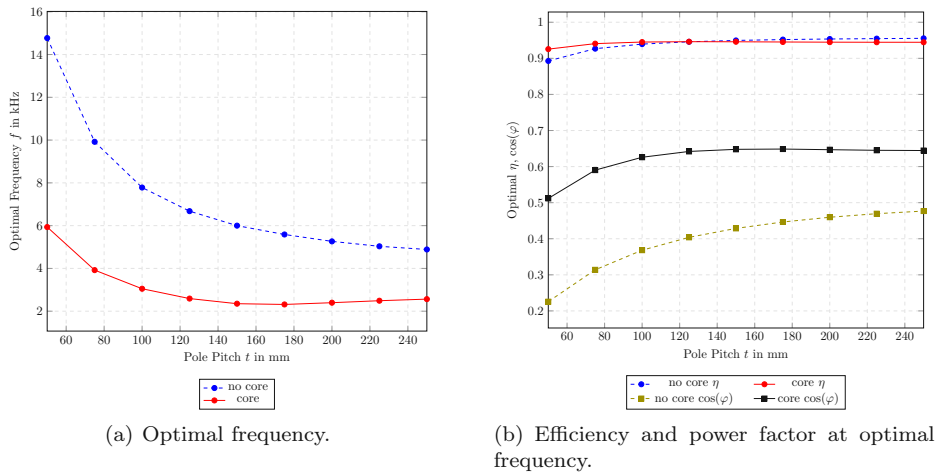 16
14
12
10
8
6
4
2
Optimal Frequency f in kHz
60 80 100 120 140 160 180 200 220 240
Pole Pitch t in mm
no core
core
(a) Optimal frequency.
1
0.9
0.8
0.7
0.6
0.5
0.4
0.3
0.2
Optimal η, cos(φ)
60 80 100 120 140 160 180 200 220 240
Pole Pitch t in mm
no core η core η
no core cos(φ) core cos(φ)
(b) Efficiency and power factor at optimal
frequency.